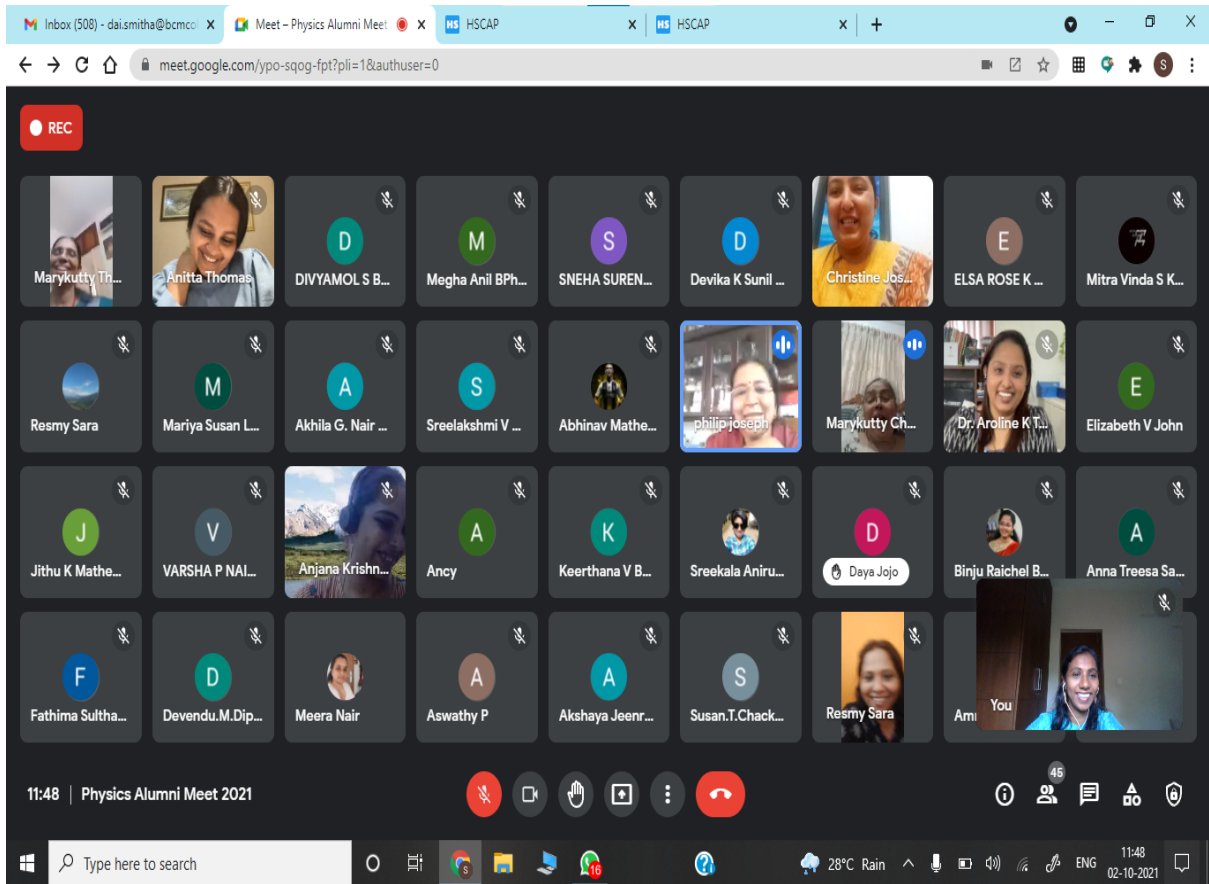 Inbox (508) - dai.smitha@bcmco
Meet – Physics Alumni Meet
HS HSCAP
HS HSCAP
meet.google.com/ypo-sqog-fpt?pli=1&authuser=0
S
REC
Marykutty Th...
Anitta Thomas
D
DIVYAMOL S B...
M
Megha Anil BPh...
S
SNEHA SUREN...
D
Devika K Sunil ...
Christine Jos...
E
ELSA ROSE K ...
Mitra Vinda S K...
Resmy Sara
M
Mariya Susan L...
A
Akhila G. Nair ...
S
Sreelakshmi V ...
Abhinav Mathe...
philip joseph
Marykutty Ch...
Dr. Aroline K T...
E
Elizabeth V John
J
Jithu K Mathe...
V
VARSHA P NAI...
Anjana Krishn...
A
Ancy
K
Keerthana V B...
Sreekala Aniru...
D
Daya Jojo
Binju Raichel B...
A
Anna Treesa Sa...
F
Fathima Sultha...
D
Devendu.M.Dip...
Meera Nair
A
Aswathy P
A
Akshaya Jeenr...
S
Susan.T.Chack...
Resmy Sara
You
11:48 | Physics Alumni Meet 2021
45
Type here to search
S
16
28°C Rain
ENG
11:48
02-10-2021